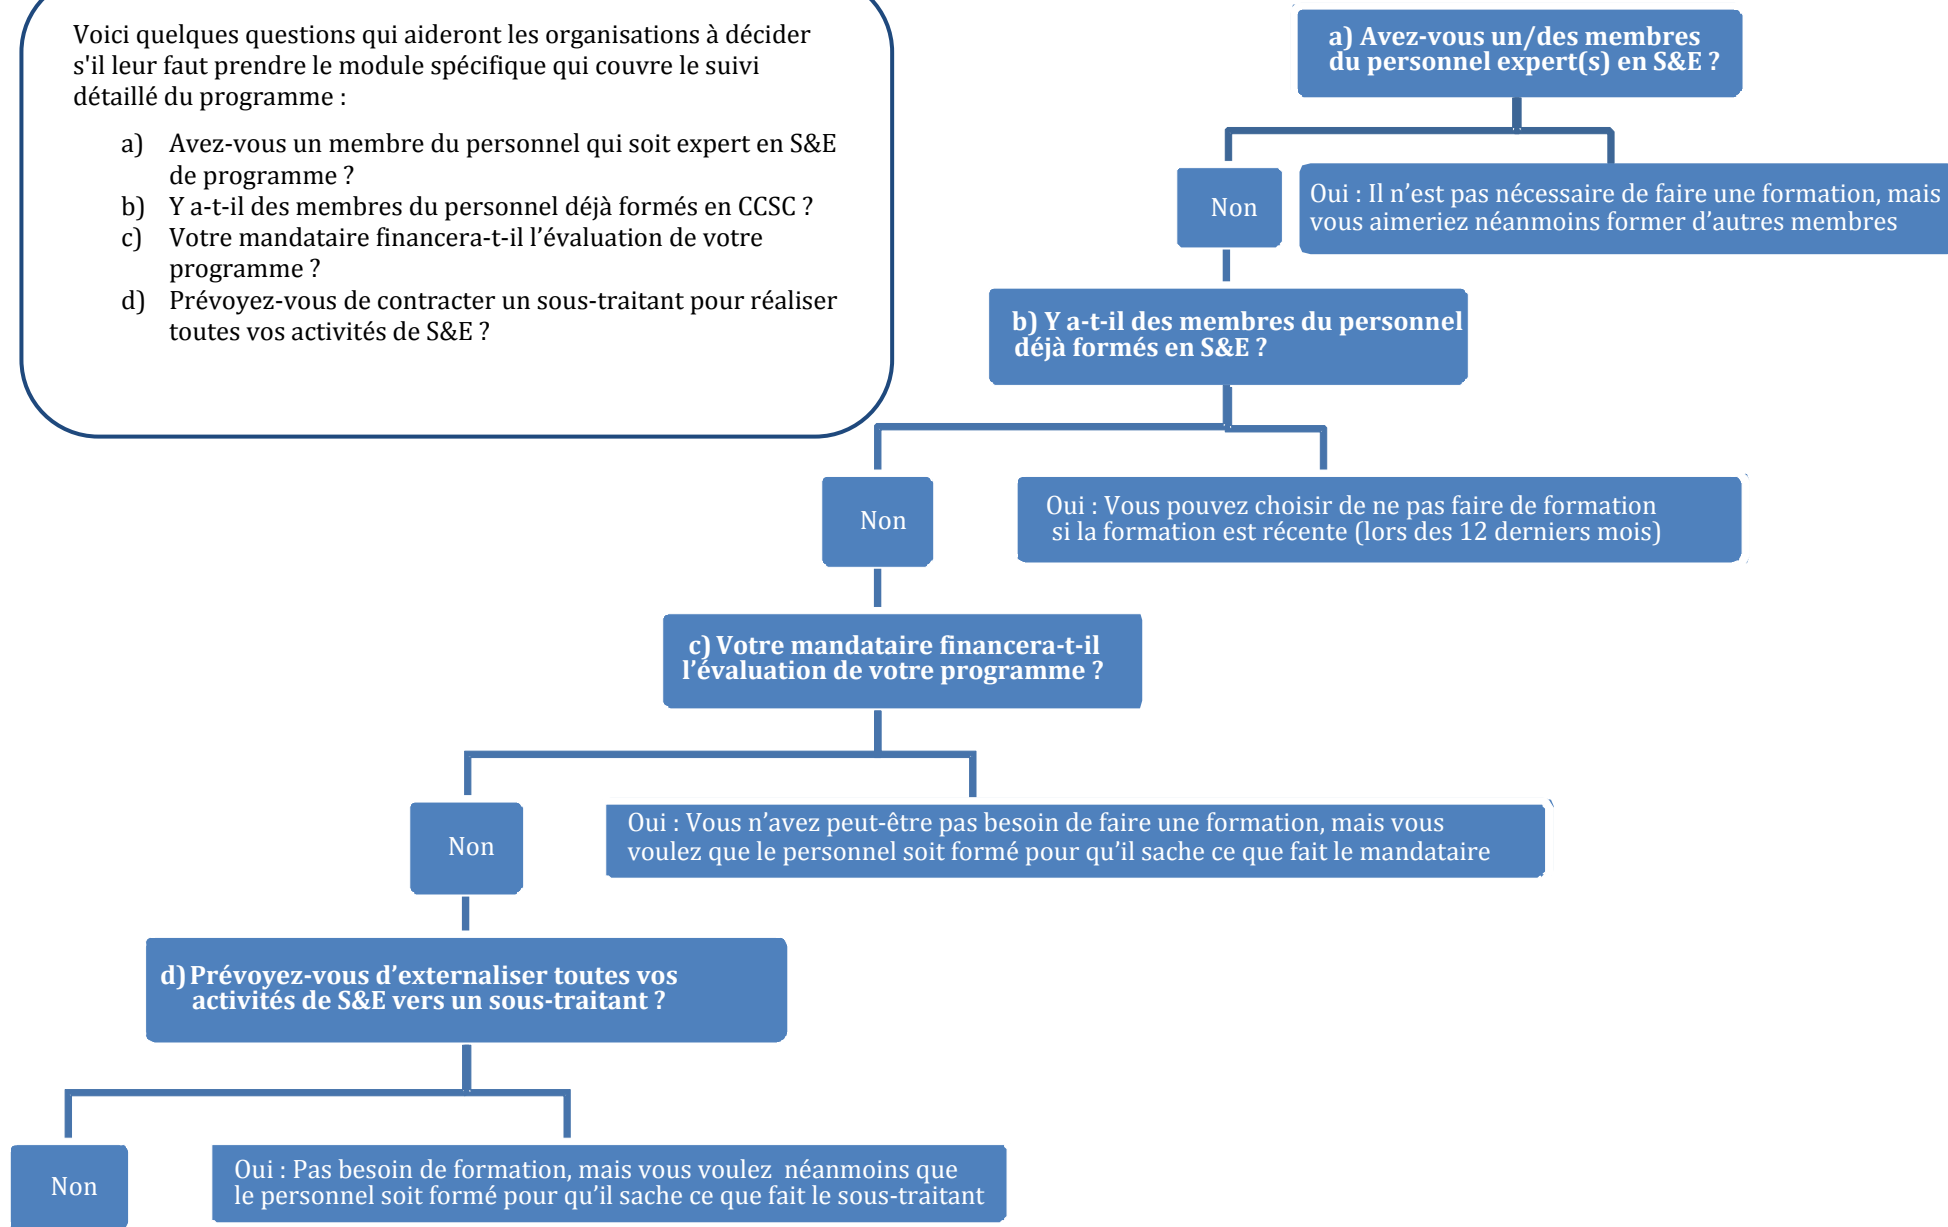 Voici quelques questions qui aideront les organisations à décider
s'il leur faut prendre le module spécifique qui couvre le suivi
détaillé du programme :
a) Avez-vous un membre du personnel qui soit expert en S&E
de programme ?
b) Y a-t-il des membres du personnel déjà formés en CCSC ?
c) Votre mandataire financera-t-il l’évaluation de votre
programme ?
d) Prévoyez-vous de contracter un sous-traitant pour réaliser
toutes vos activités de S&E ?
a) Avez-vous un/des membres
du personnel expert(s) en S&E ?
Non
Oui : Il n’est pas nécessaire de faire une formation, mais
vous aimeriez néanmoins former d’autres membres
b) Y a-t-il des membres du personnel
déjà formés en S&E ?
Non
Oui : Vous pouvez choisir de ne pas faire de formation
si la formation est récente (lors des 12 derniers mois)
c) Votre mandataire financera-t-il
l’évaluation de votre programme ?
Non
Oui : Vous n’avez peut-être pas besoin de faire une formation, mais vous
voulez que le personnel soit formé pour qu’il sache ce que fait le mandataire
d) Prévoyez-vous d’externaliser toutes vos
activités de S&E vers un sous-traitant ?
Non
Oui : Pas besoin de formation, mais vous voulez néanmoins que
le personnel soit formé pour qu’il sache ce que fait le sous-traitant